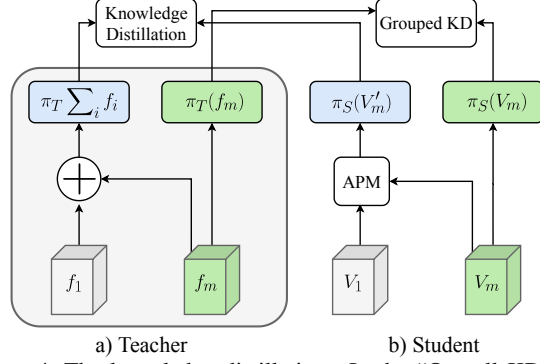 Knowledge
Distillation
Grouped KD
π_T ∑_i f_i
π_T(f_m)
π_S(V'_m)
π_S(V_m)
APM
f_1
f_m
V_1
V_m
a) Teacher
b) Student